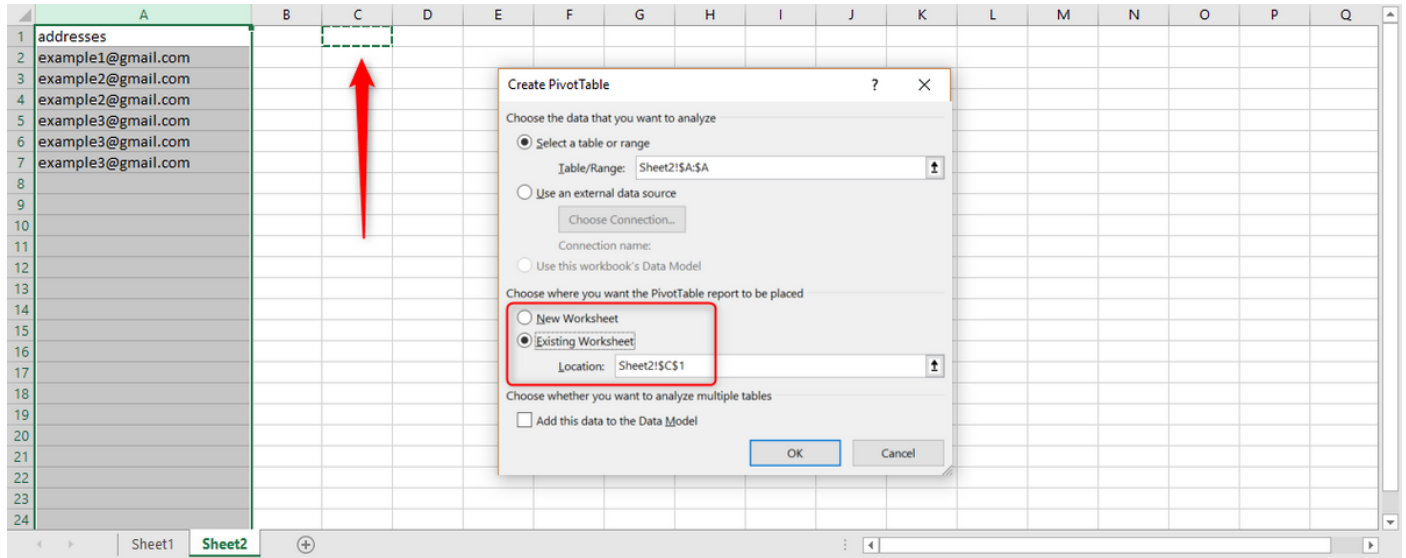 A B C D E F G H I J K L M N O P Q
1 addresses
2 example1@gmail.com
3 example2@gmail.com
4 example2@gmail.com
5 example3@gmail.com
6 example3@gmail.com
7 example3@gmail.com
8
9
10
11
12
13
14
15
16
17
18
19
20
21
22
23
24
Create PivotTable ? ×
Choose the data that you want to analyze
Select a table or range
Table/Range: Sheet2!$A:$A
Use an external data source
Choose Connection...
Connection name:
Use this workbook's Data Model
Choose where you want the PivotTable report to be placed
New Worksheet
Existing Worksheet
Location: Sheet2!$C$1
Choose whether you want to analyze multiple tables
Add this data to the Data Model
OK Cancel
Sheet1 Sheet2